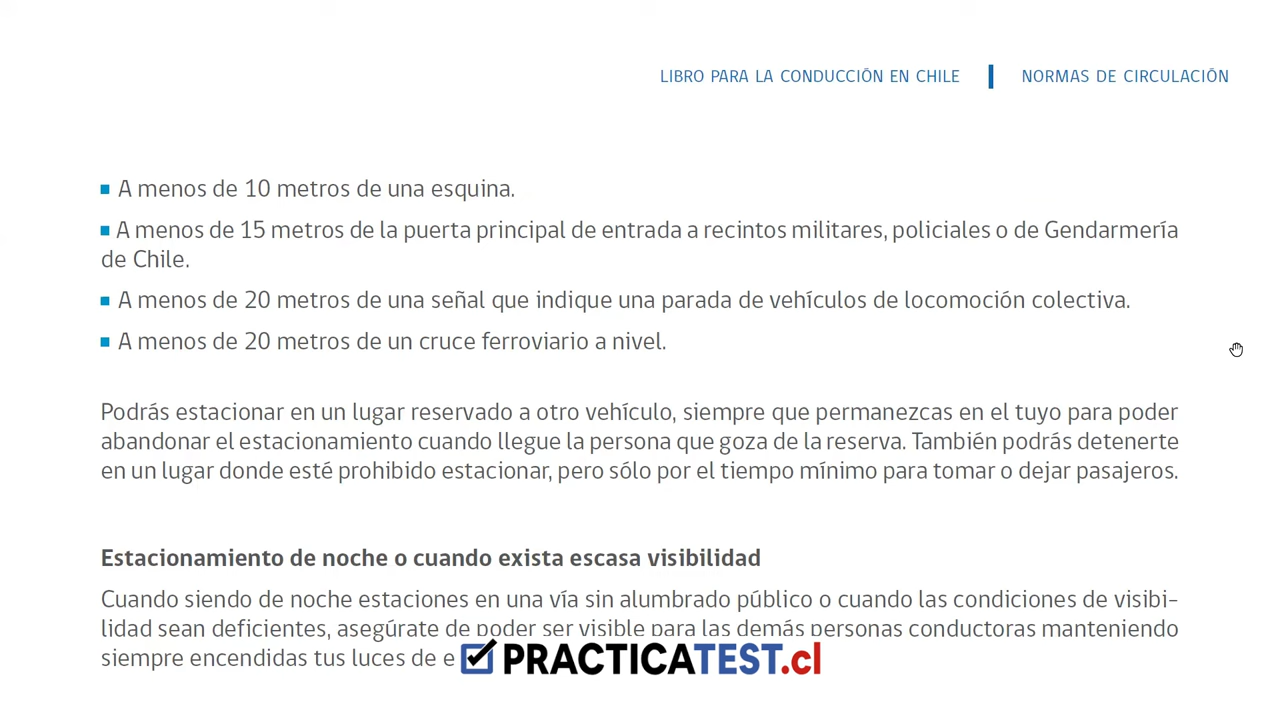 LIBRO PARA LA CONDUCCIÓN EN CHILE NORMAS DE CIRCULACIÓN
A menos de 10 metros de una esquina.
A menos de 15 metros de la puerta principal de entrada a recintos militares, policiales o de Gendarmería
de Chile.
A menos de 20 metros de una señal que indique una parada de vehículos de locomoción colectiva.
A menos de 20 metros de un cruce ferroviario a nivel.
Podrás estacionar en un lugar reservado a otro vehículo, siempre que permanezcas en el tuyo para poder
abandonar el estacionamiento cuando llegue la persona que goza de la reserva. También podrás detenerte
en un lugar donde esté prohibido estacionar, pero sólo por el tiempo mínimo para tomar o dejar pasajeros.
Estacionamiento de noche o cuando exista escasa visibilidad
Cuando siendo de noche estaciones en una vía sin alumbrado público o cuando las condiciones de visibi-
lidad sean deficientes, asegúrate de poder ser visible para las demás personas conductoras manteniendo
siempre encendidas tus luces de e
PRACTICATEST.cl